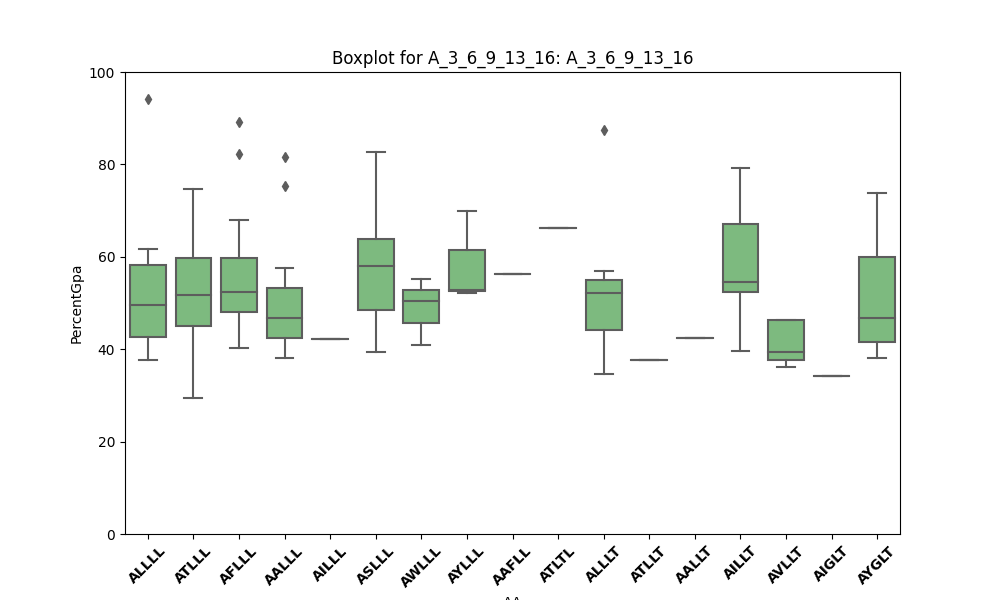 Boxplot for A_3_6_9_13_16: A_3_6_9_13_16
PercentGpa
100
80
60
40
20
0
ALLLL
ATLLL
AFLLL
AALLL
AILLL
ASLLL
AWLLL
AYLLL
AAFLL
ATLTL
ALLLT
ATLLT
AALLT
AILLT
AVLLT
AIGLT
AYGLT